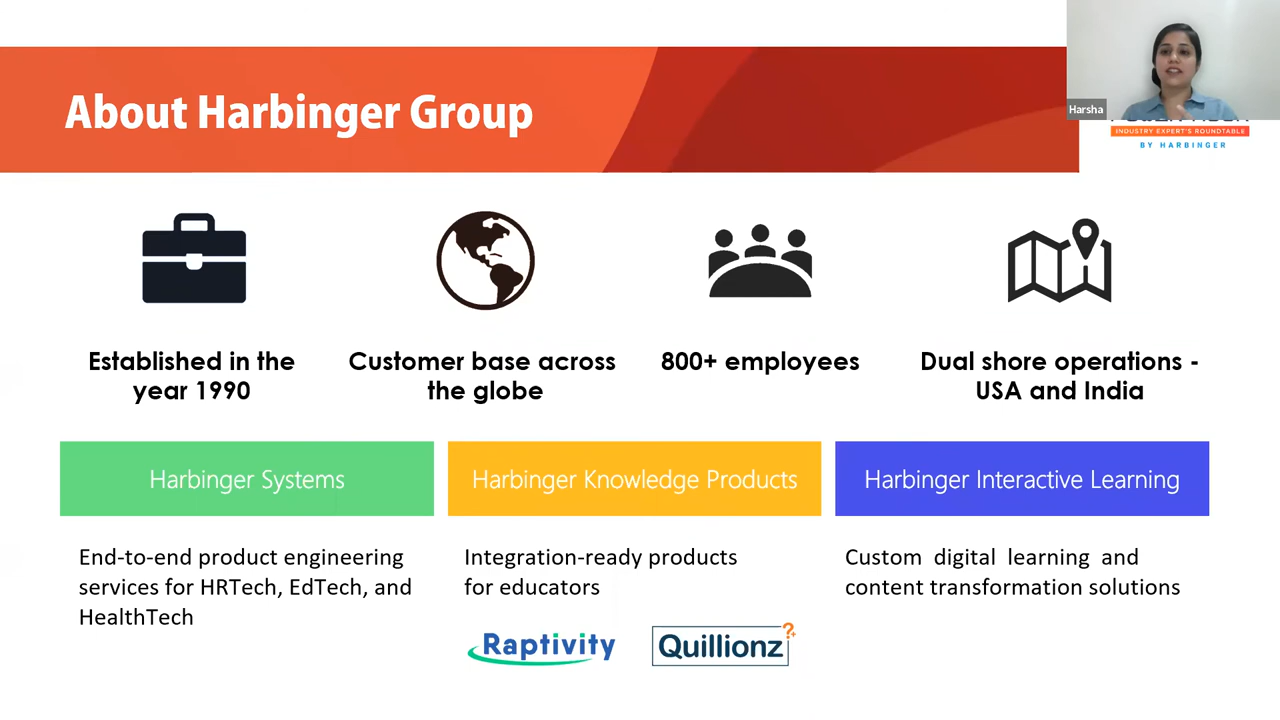 About Harbinger Group
Harsha
INDUSTRY EXPERT'S ROUNDTABLE
BY HARBINGER
Established in the
year 1990
Customer base across
the globe
800+ employees
Dual shore operations -
USA and India
Harbinger Systems
Harbinger Knowledge Products
Harbinger Interactive Learning
End-to-end product engineering
services for HRTech, EdTech, and
HealthTech
Integration-ready products
for educators
Custom digital learning and
content transformation solutions
Raptivity
Quillionz?